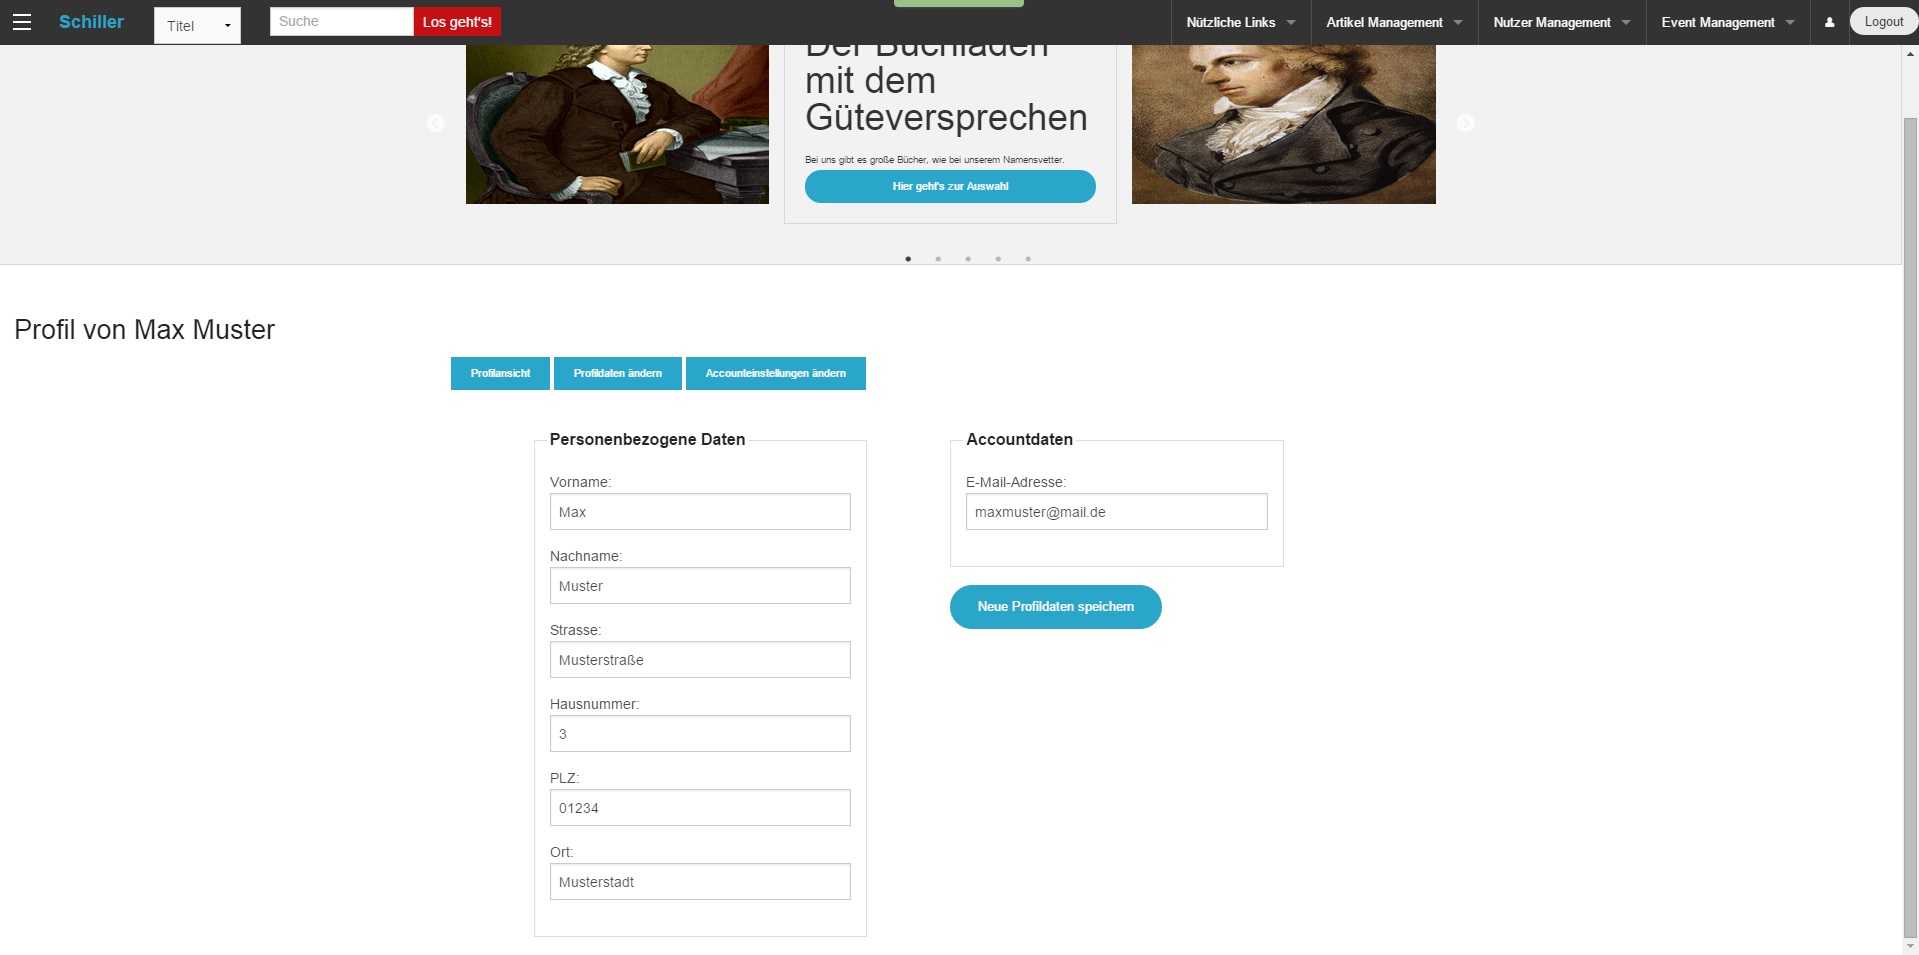 Schiller
Titel
Suche
Los geht's!
Nützliche Links
Artikel Management
Nutzer Management
Event Management
Logout
Der Buchladen
mit dem
Güteversprechen
Bei uns gibt es große Bücher, wie bei unserem Namensvetter.
Hier geht's zur Auswahl
Profil von Max Muster
Profilansicht
Profildaten ändern
Accounteinstellungen ändern
Personenbezogene Daten
Vorname:
Max
Nachname:
Muster
Strasse:
Musterstraße
Hausnummer:
3
PLZ:
01234
Ort:
Musterstadt
Accountdaten
E-Mail-Adresse:
maxmuster@mail.de
Neue Profildaten speichern